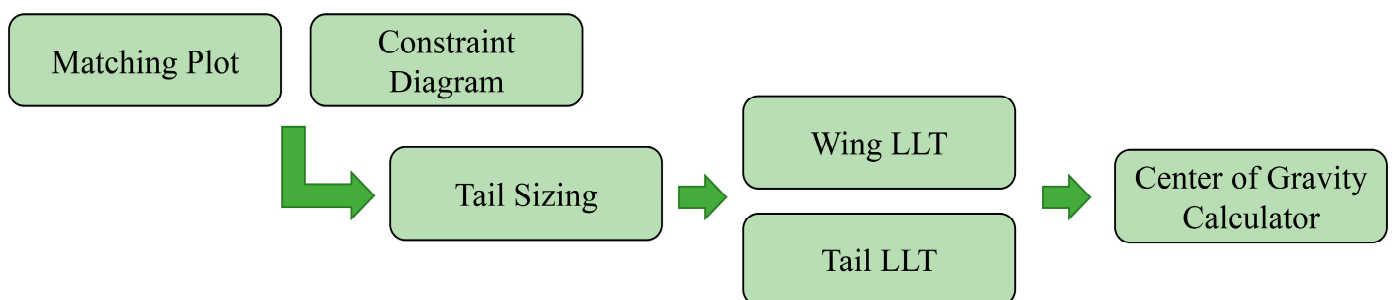 Matching Plot
Constraint
Diagram
Tail Sizing
Wing LLT
Tail LLT
Center of Gravity
Calculator